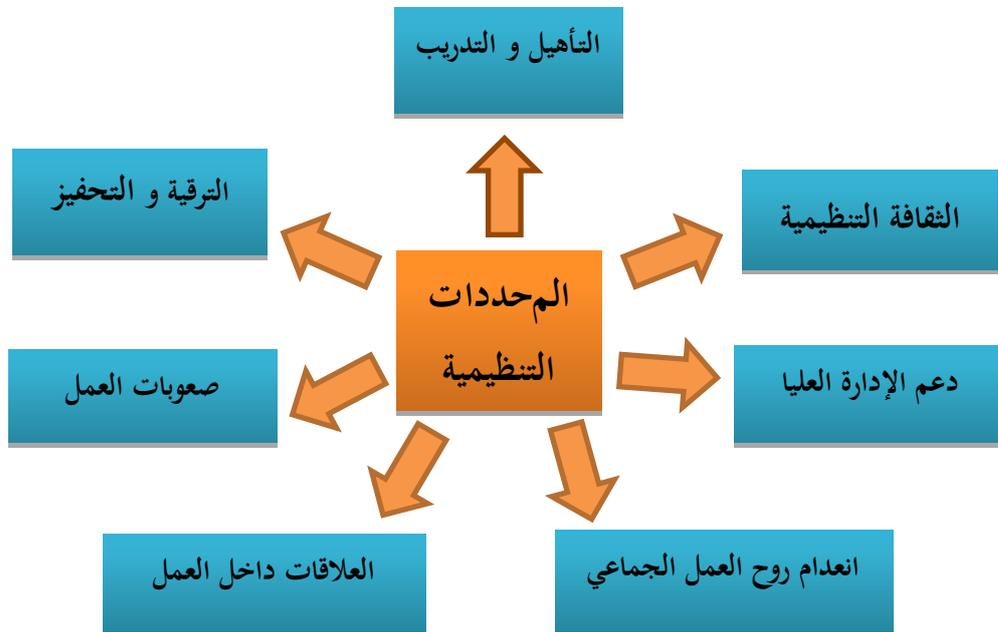 التأهيل و التدريب
الترقية و التحفيز
الثقافة التنظيمية
المحددات
التنظيمية
صعوبات العمل
دعم الإدارة العليا
العلاقات داخل العمل
انعدام روح العمل الجماعي